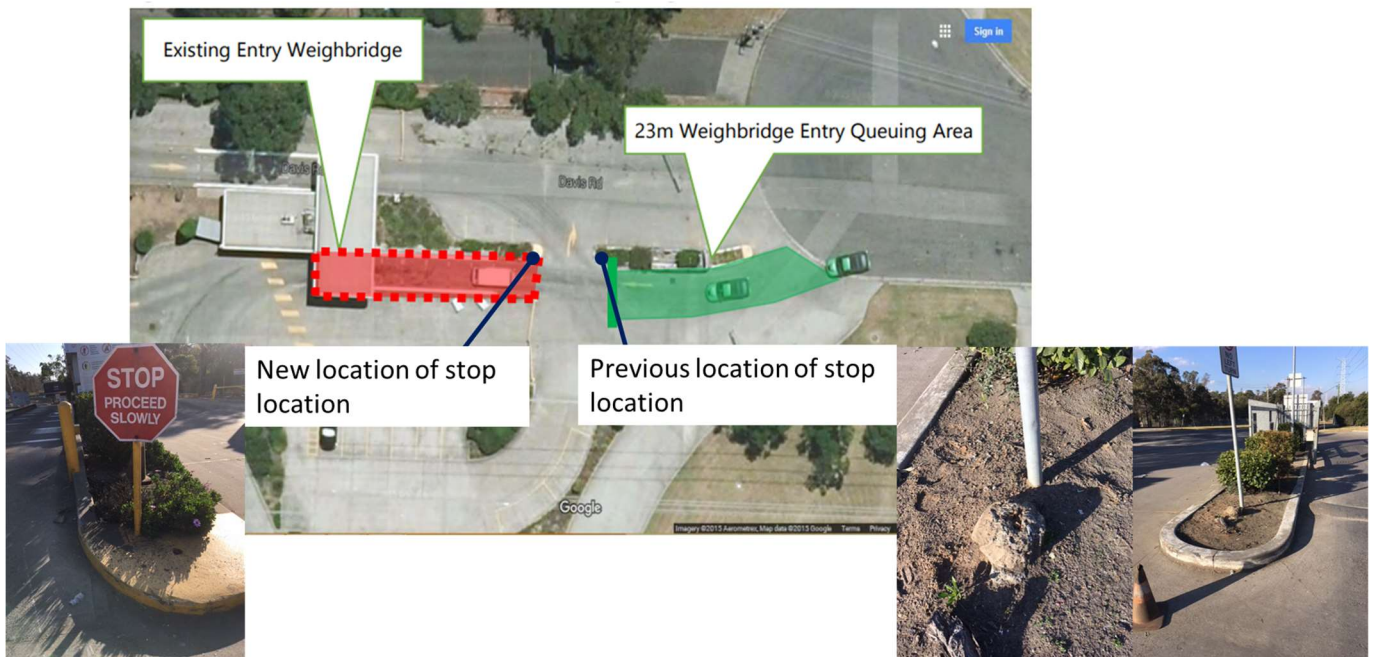 Existing Entry Weighbridge
Sign in
23m Weighbridge Entry Queuing Area
Davis Rd
Davis Rd
New location of stop
location
Previous location of stop
location
STOP
PROCEED
SLOWLY
Google
Imagery ©2015 Aerometrex, Map data ©2015 Google Terms Privacy